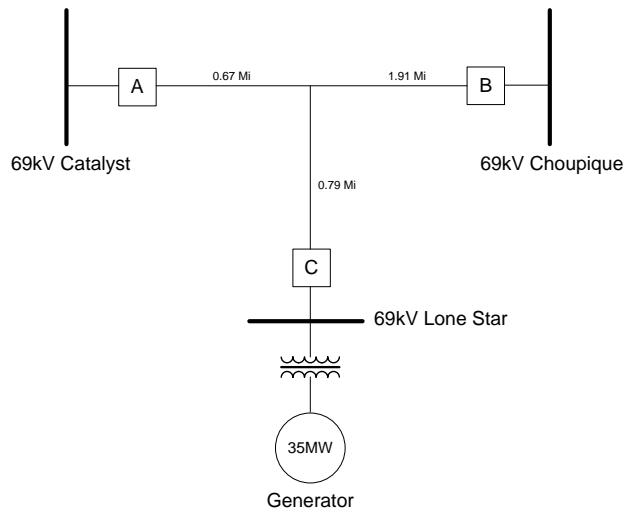 A
0.67 Mi
1.91 Mi
B
69kV Catalyst
69kV Choupique
0.79 Mi
C
69kV Lone Star
35MW
Generator